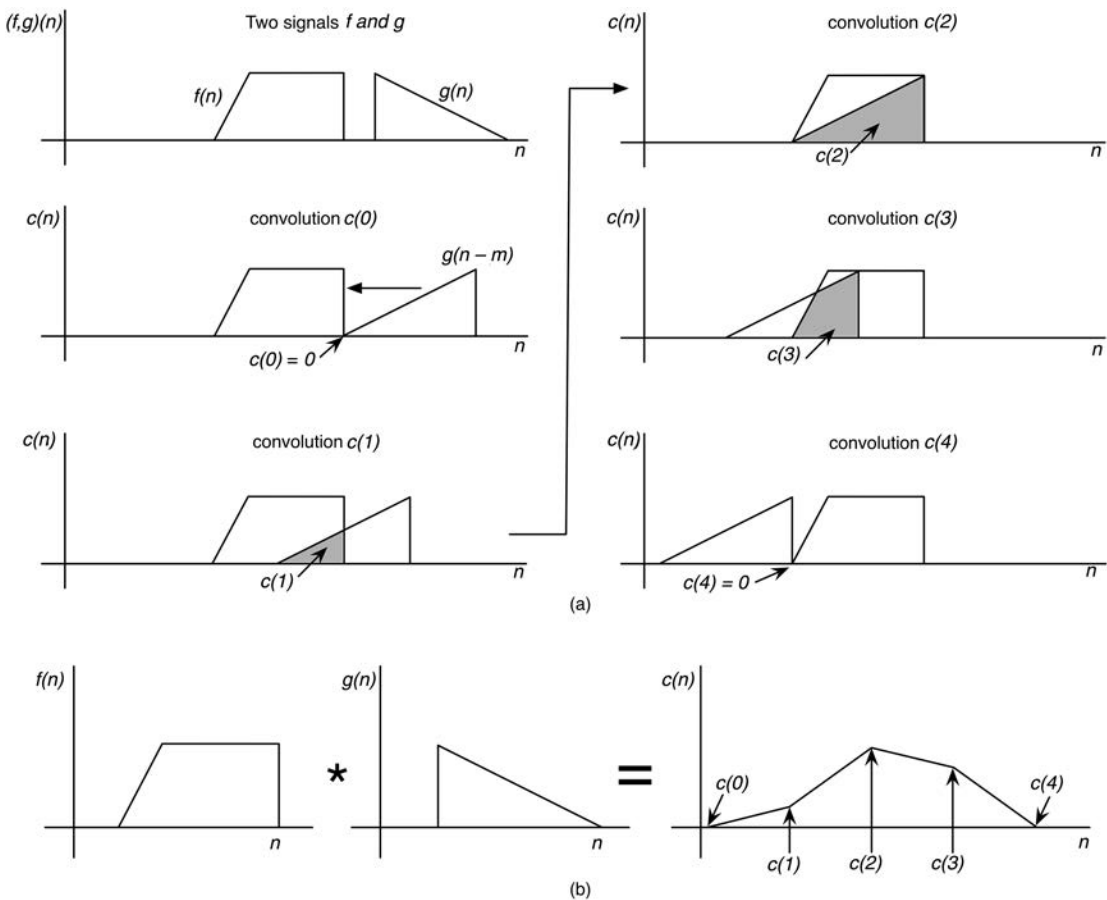 (f,g)(n)
Two signals f and g
f(n)
g(n)
n
c(n)
convolution c(0)
g(n – m)
n
c(0) = 0
c(n)
convolution c(1)
n
c(1)
c(n)
convolution c(2)
n
c(2)
c(n)
convolution c(3)
n
c(3)
c(n)
convolution c(4)
n
c(4) = 0
(a)
f(n)
n
*
g(n)
n
=
c(n)
c(0)
c(4)
n
c(1)
c(2)
c(3)
(b)